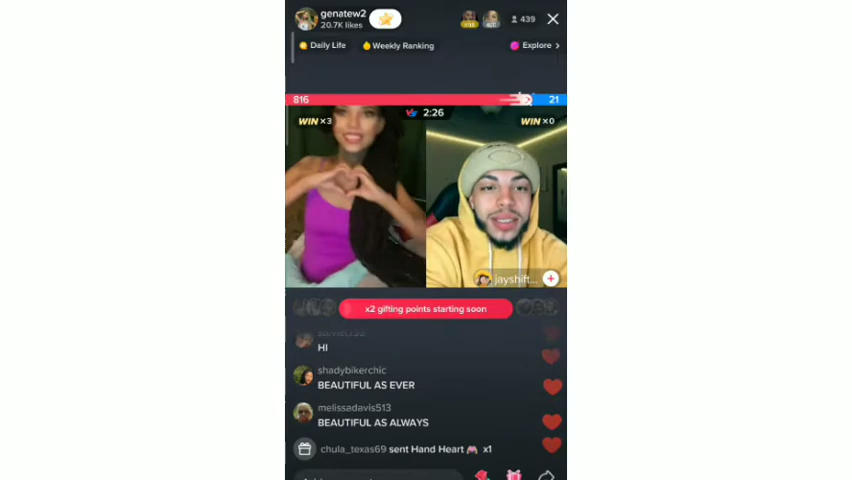 genatew2
20.7K likes
439
Daily Life
Weekly Ranking
Explore >
816
21
WIN ×3
2:26
WIN ×0
jayshift...
x2 gifting points starting soon
HI
shadybikerchic
BEAUTIFUL AS EVER
melissadavis513
BEAUTIFUL AS ALWAYS
chula_texas69 sent Hand Heart x1